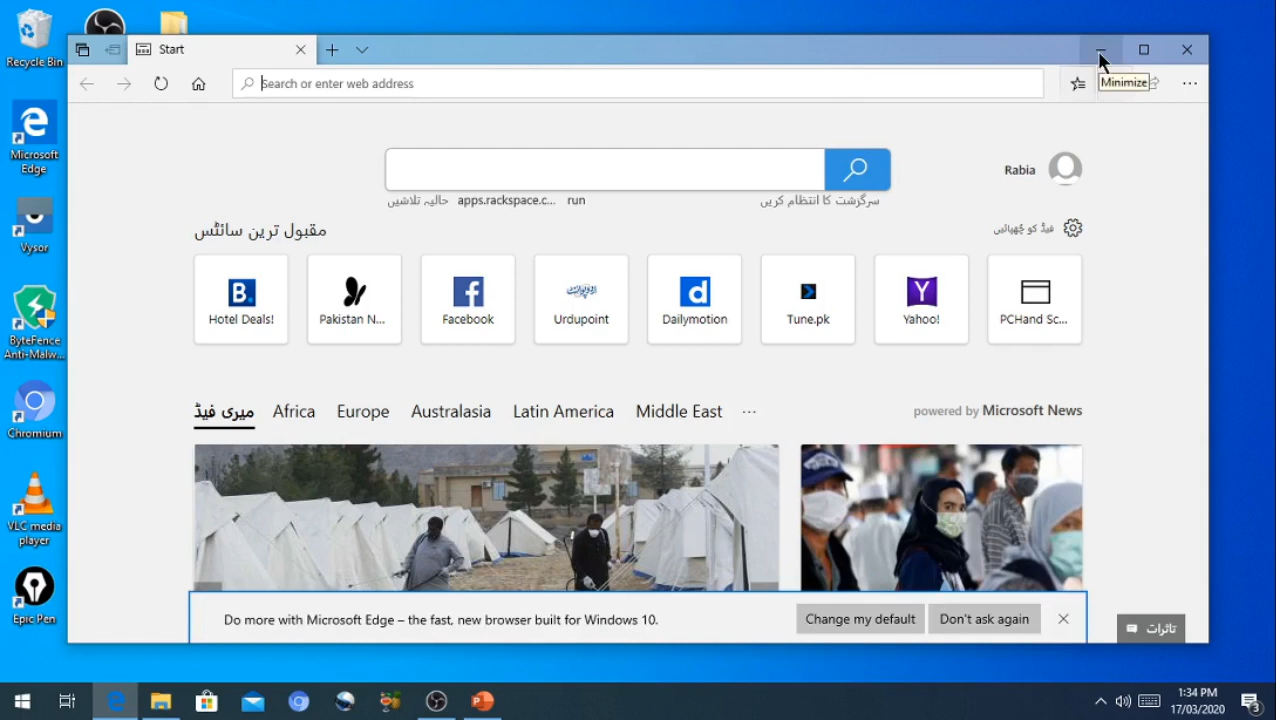 Recycle Bin
Microsoft
Edge
Vysor
ByteFence
Anti-Malw...
Chromium
VLC media
player
Epic Pen
Start
Minimize
Search or enter web address
Rabia
حالیہ تلاشیں
apps.rackspace.c...
run
سرگزشت کا انتظام کریں
مقبول ترین سائٹس
فیڈ کو چُھپائیں
B.
Hotel Deals!
Pakistan N...
Facebook
اردوپوائنٹ
Urdupoint
d
Dailymotion
Tune.pk
Y
Yahoo!
PCHand Sc...
میری فیڈ
Africa
Europe
Australasia
Latin America
Middle East
...
powered by Microsoft News
Do more with Microsoft Edge – the fast, new browser built for Windows 10.
Change my default
Don't ask again
تاثرات
1:34 PM
17/03/2020
3